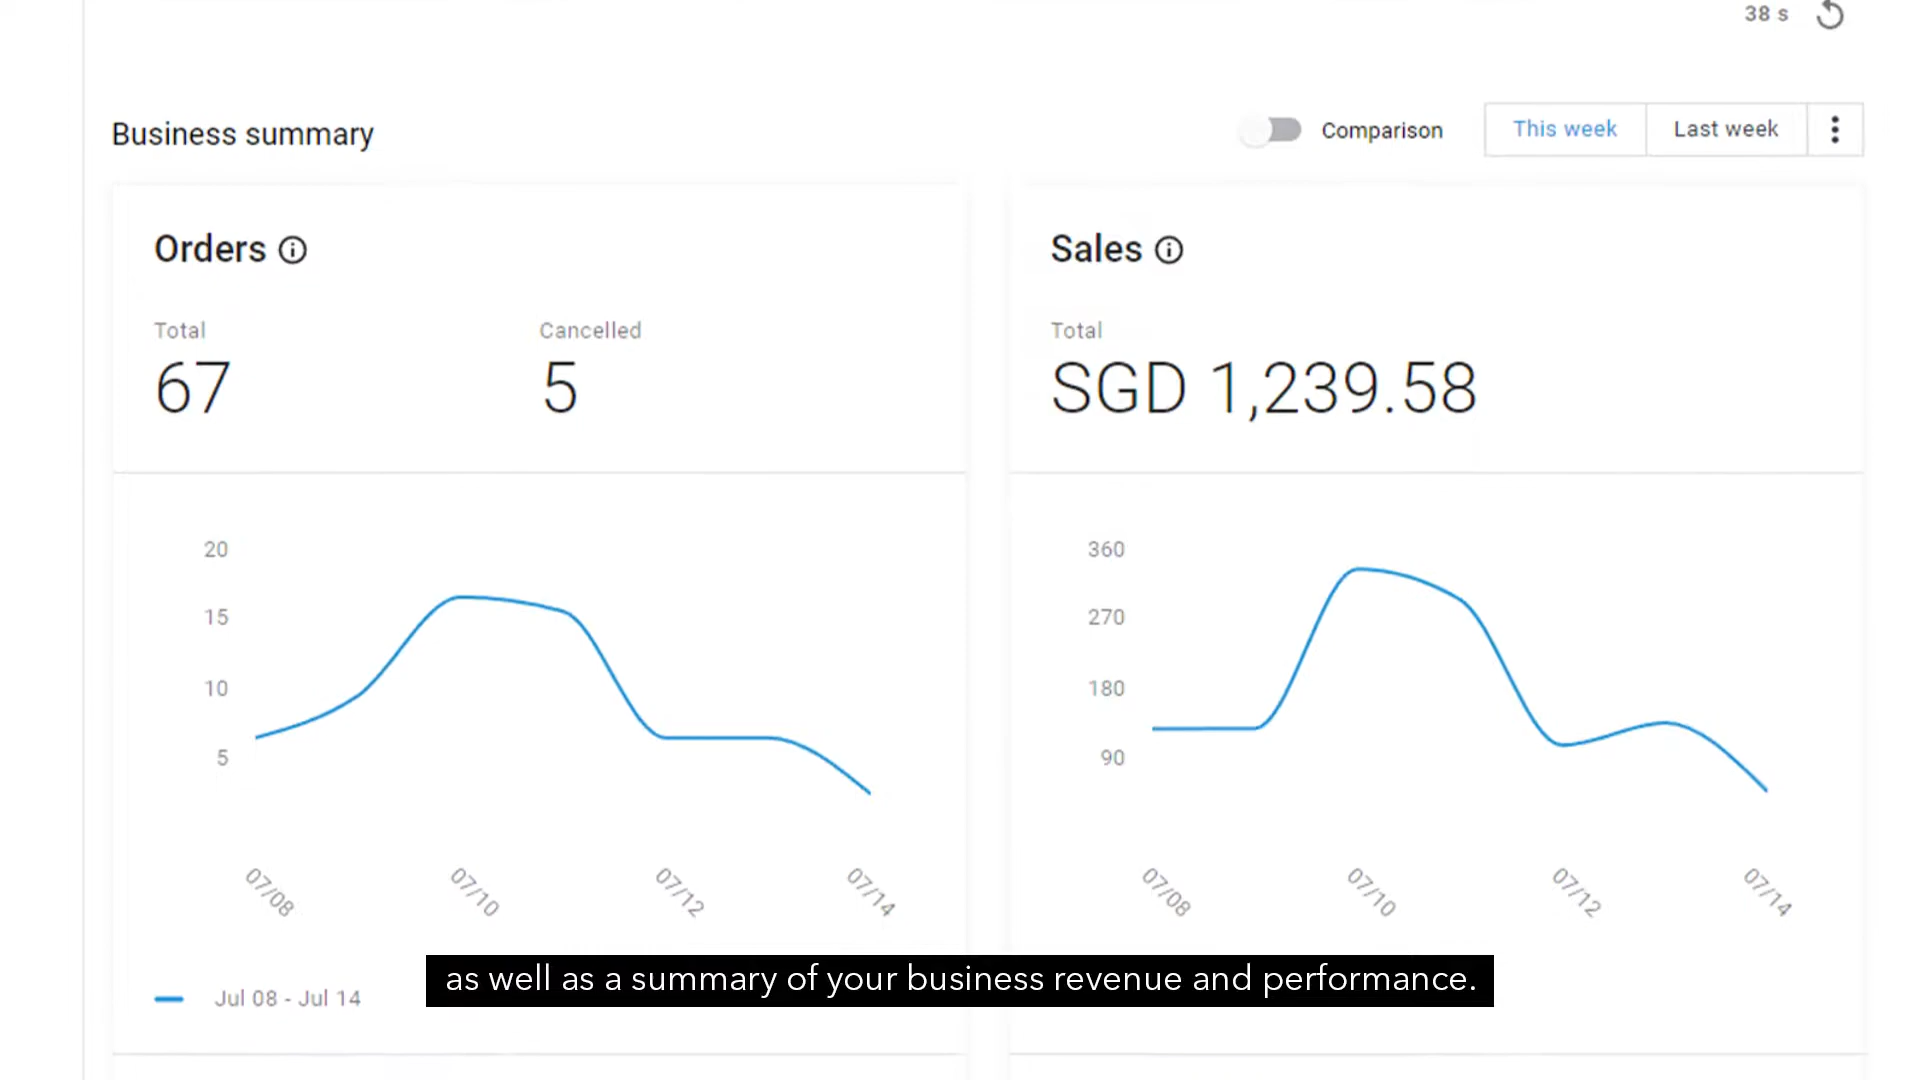 38 s
Business summary
Comparison
This week
Last week
Orders
Total
67
Cancelled
5
Sales
Total
SGD 1,239.58
20
15
10
5
07/08
07/10
07/12
07/14
Jul 08 - Jul 14
360
270
180
90
07/08
07/10
07/12
07/14
as well as a summary of your business revenue and performance.